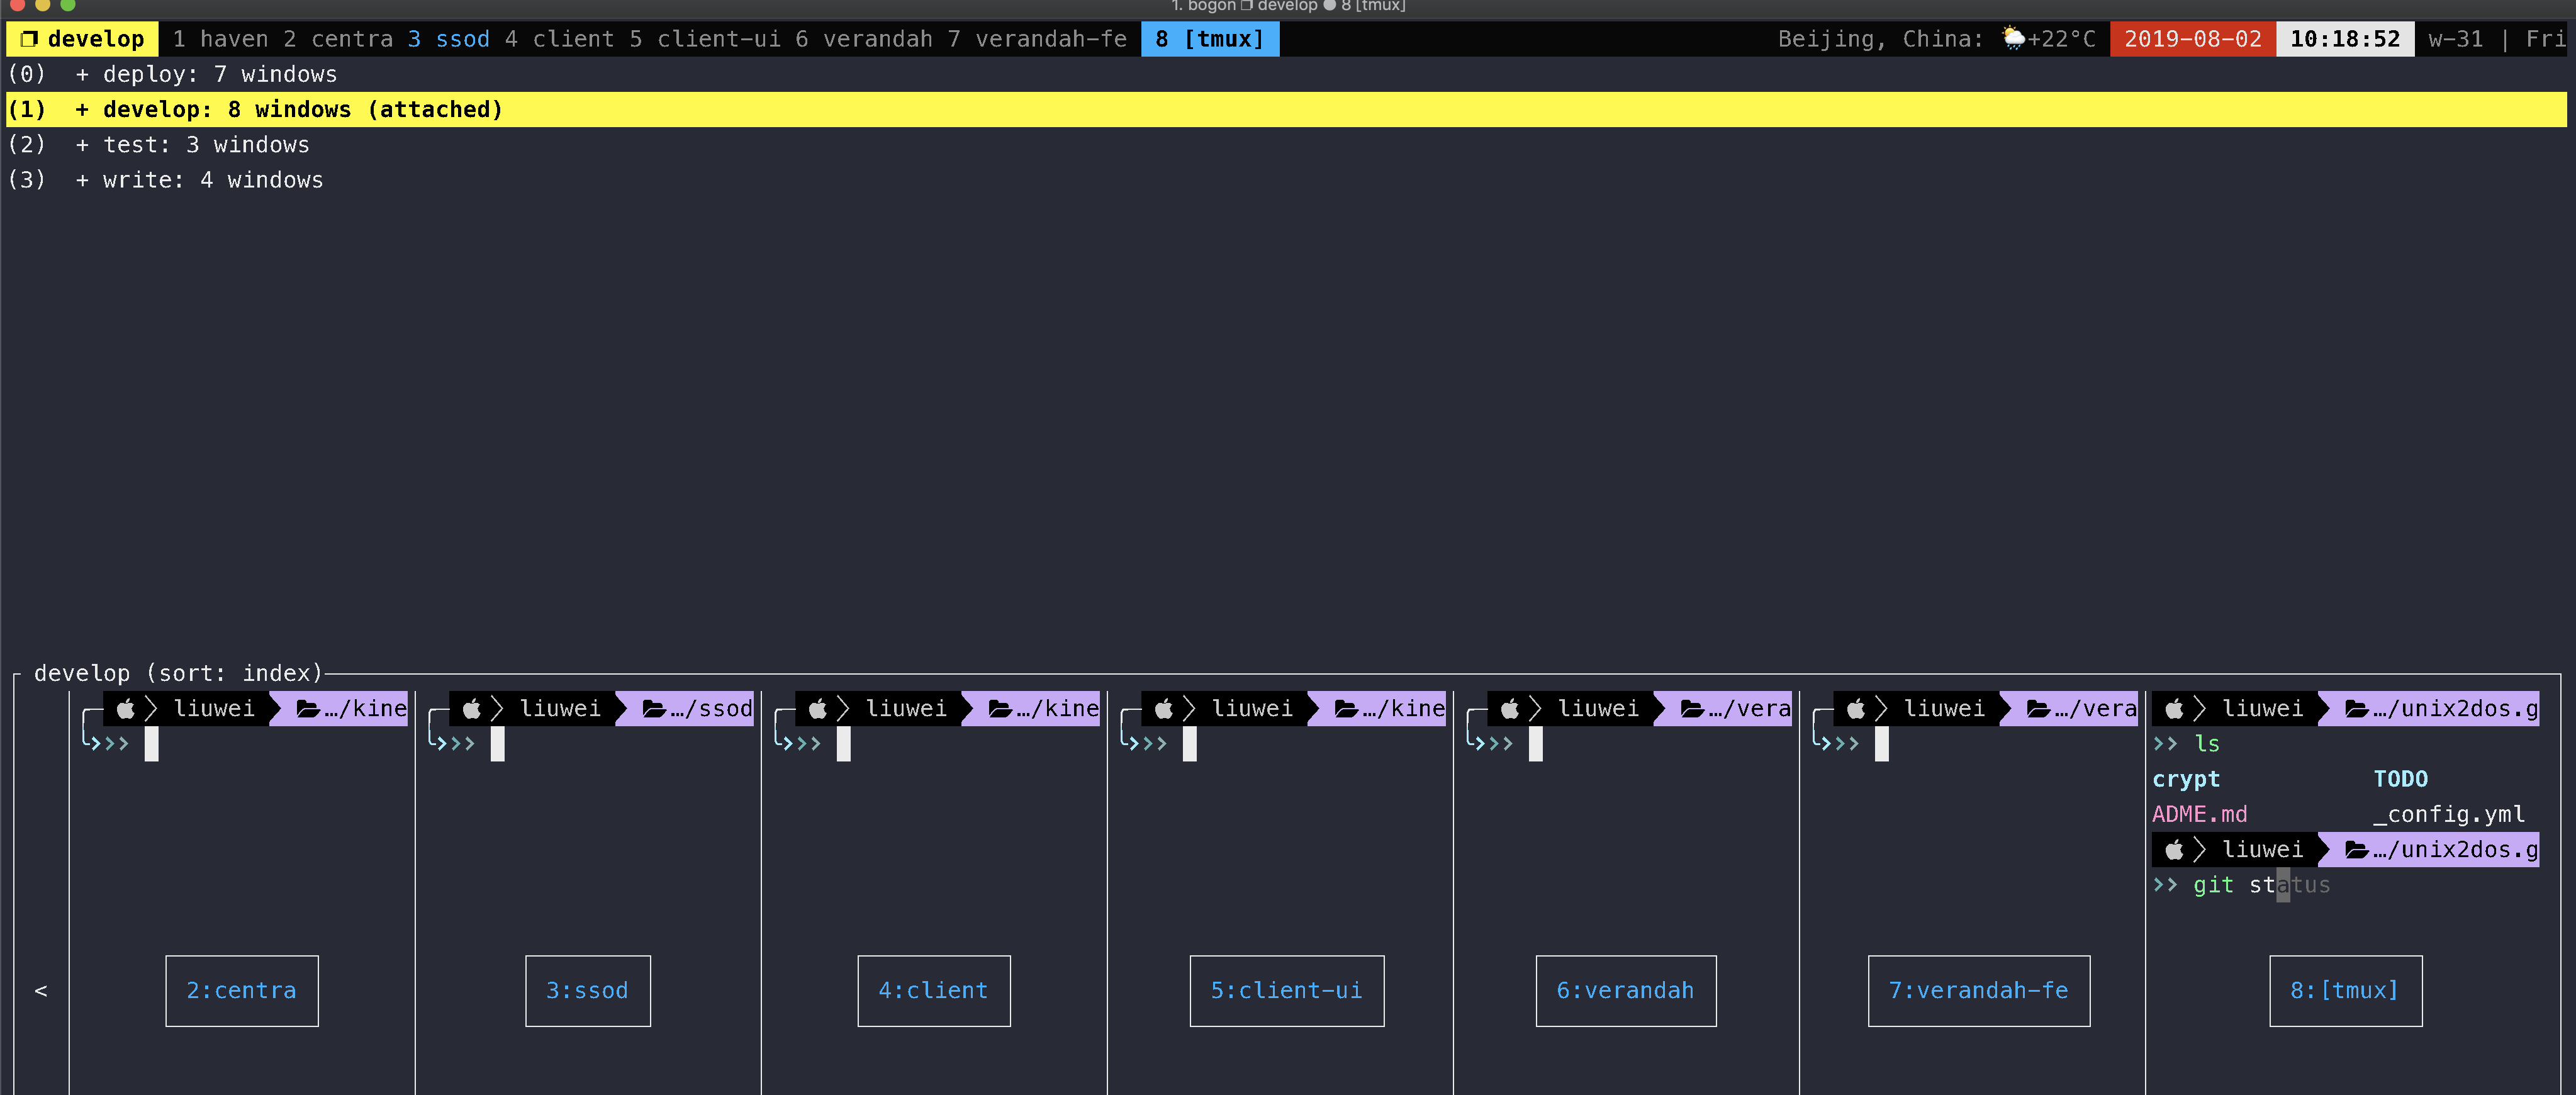 1. bogon ❐ develop ● 8 [tmux]
❐ develop 1 haven 2 centra 3 ssod 4 client 5 client-ui 6 verandah 7 verandah-fe 8 [tmux] Beijing, China: 🌦+22°C 2019-08-02 10:18:52 w-31 | Fri
(0) + deploy: 7 windows
(1) + develop: 8 windows (attached)
(2) + test: 3 windows
(3) + write: 4 windows
develop (sort: index)
liuwei …/kine liuwei …/ssod liuwei …/kine liuwei …/kine liuwei …/vera liuwei …/vera liuwei …/unix2dos.g
❯❯ ls
crypt TODO
ADME.md _config.yml
liuwei …/unix2dos.g
❯❯ git status
< 2:centra 3:ssod 4:client 5:client-ui 6:verandah 7:verandah-fe 8:[tmux]